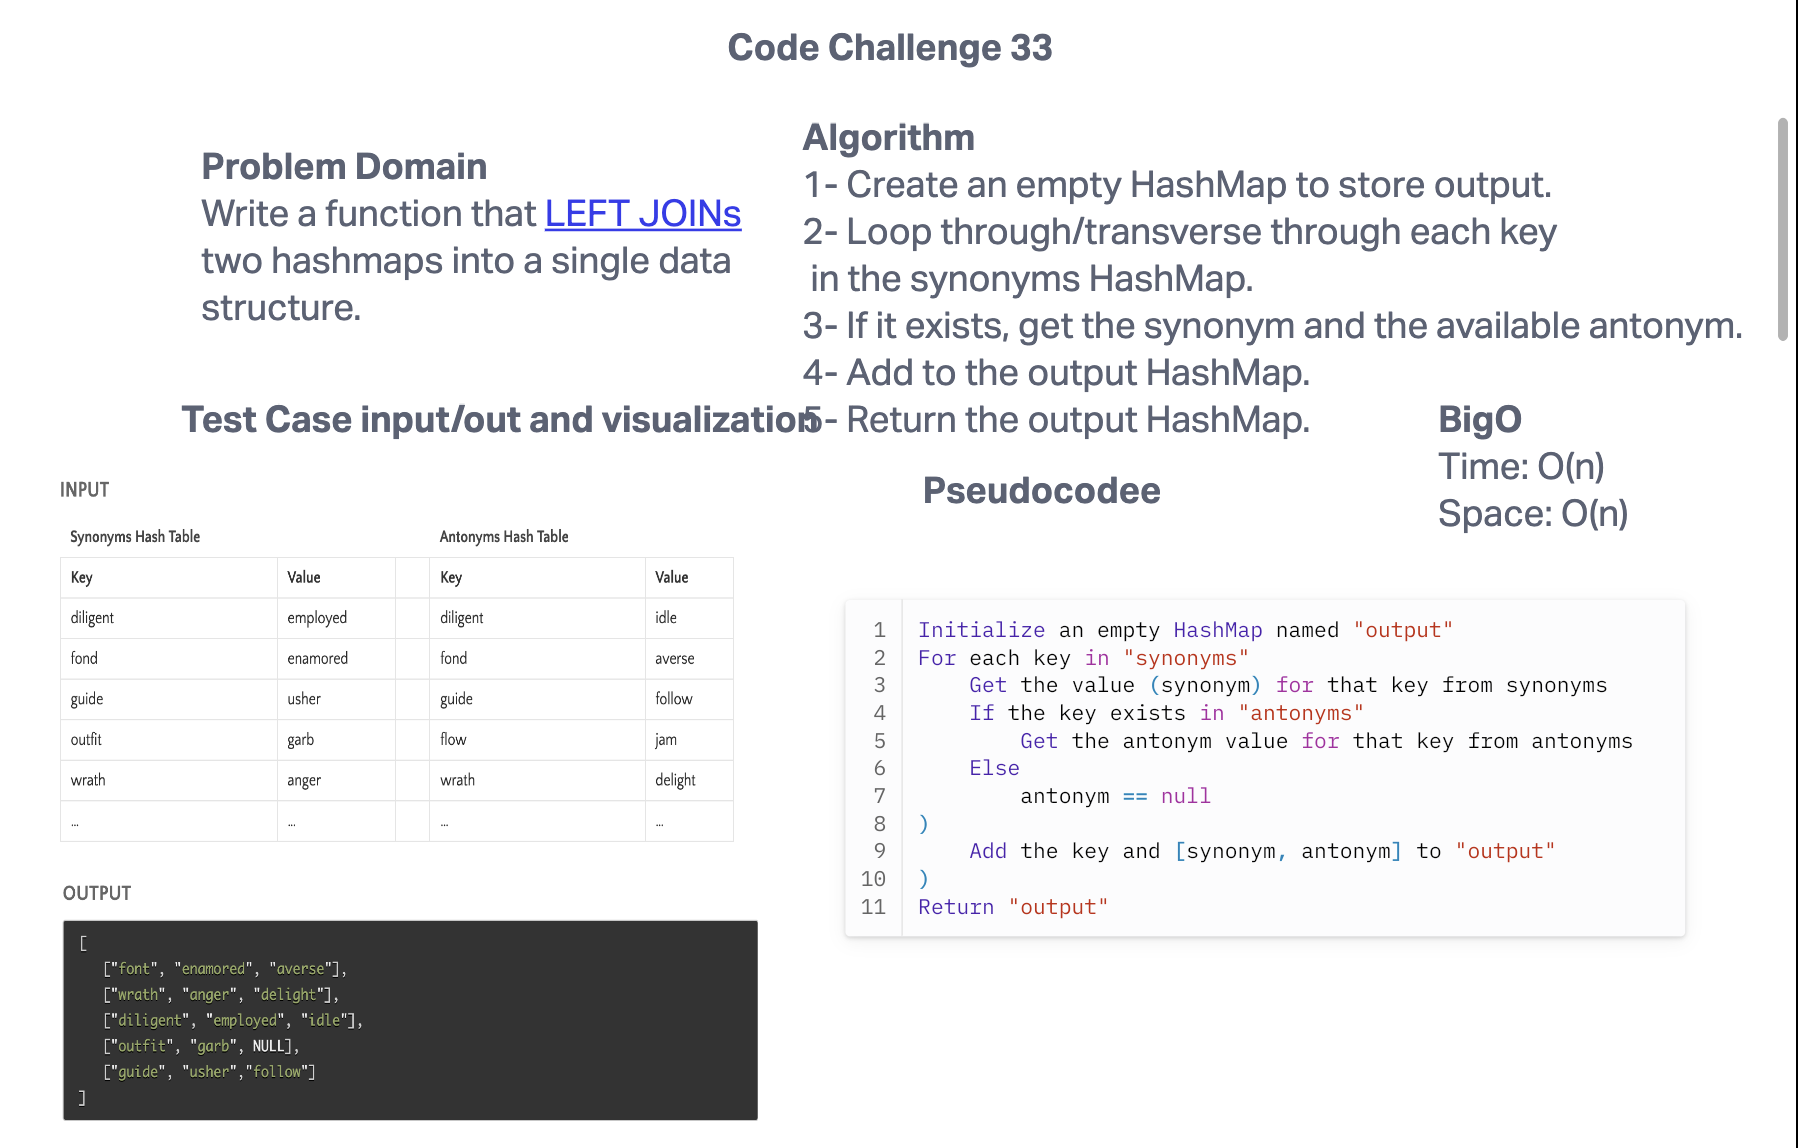 Code Challenge 33
Problem Domain
Write a function that LEFT JOINs
two hashmaps into a single data
structure.
Algorithm
1- Create an empty HashMap to store output.
2- Loop through/transverse through each key
in the synonyms HashMap.
3- If it exists, get the synonym and the available antonym.
4- Add to the output HashMap.
5- Return the output HashMap.
Test Case input/out and visualization
BigO
Time: O(n)
Space: O(n)
INPUT
Synonyms Hash Table Antonyms Hash Table
Key Value Key Value
diligent employed diligent idle
fond enamored fond averse
guide usher guide follow
outfit garb flow jam
wrath anger wrath delight
... ... ... ...
OUTPUT
[
["font", "enamored", "averse"],
["wrath", "anger", "delight"],
["diligent", "employed", "idle"],
["outfit", "garb", NULL],
["guide", "usher","follow"]
]
Pseudocodee
1 Initialize an empty HashMap named "output"
2 For each key in "synonyms"
3 Get the value (synonym) for that key from synonyms
4 If the key exists in "antonyms"
5 Get the antonym value for that key from antonyms
6 Else
7 antonym == null
8 )
9 Add the key and [synonym, antonym] to "output"
10 )
11 Return "output"